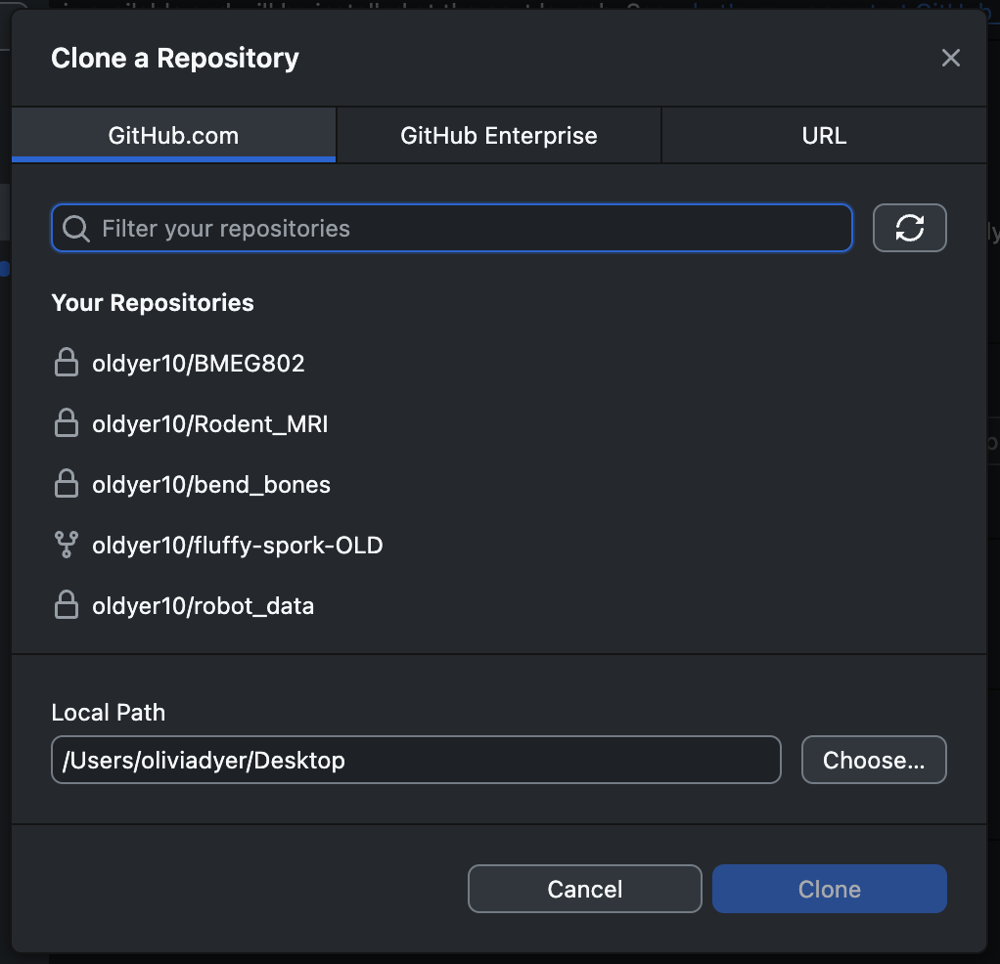 Clone a Repository
GitHub.com
GitHub Enterprise
URL
Filter your repositories
Your Repositories
oldyer10/BMEG802
oldyer10/Rodent_MRI
oldyer10/bend_bones
oldyer10/fluffy-spork-OLD
oldyer10/robot_data
Local Path
/Users/oliviadyer/Desktop
Choose...
Cancel
Clone